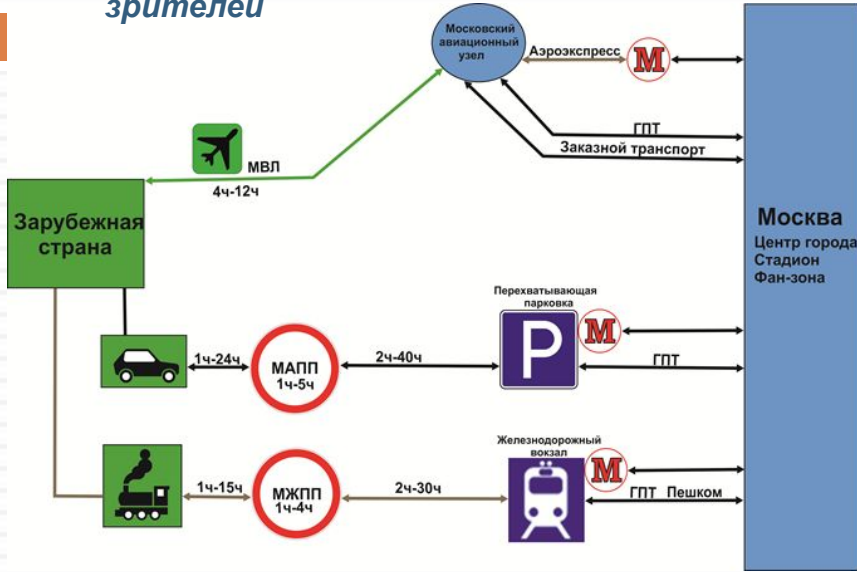 зрителей
Московский
авиационный
узел
Аэроэкспресс
М
ГПТ
Заказной транспорт
МВЛ
4ч-12ч
Зарубежная
страна
Москва
Центр города
Стадион
Фан-зона
Перехватывающая
парковка
P
М
ГПТ
1ч-24ч
МАПП
1ч-5ч
2ч-40ч
Железнодорожный
вокзал
М
ГПТ Пешком
1ч-15ч
МЖПП
1ч-4ч
2ч-30ч